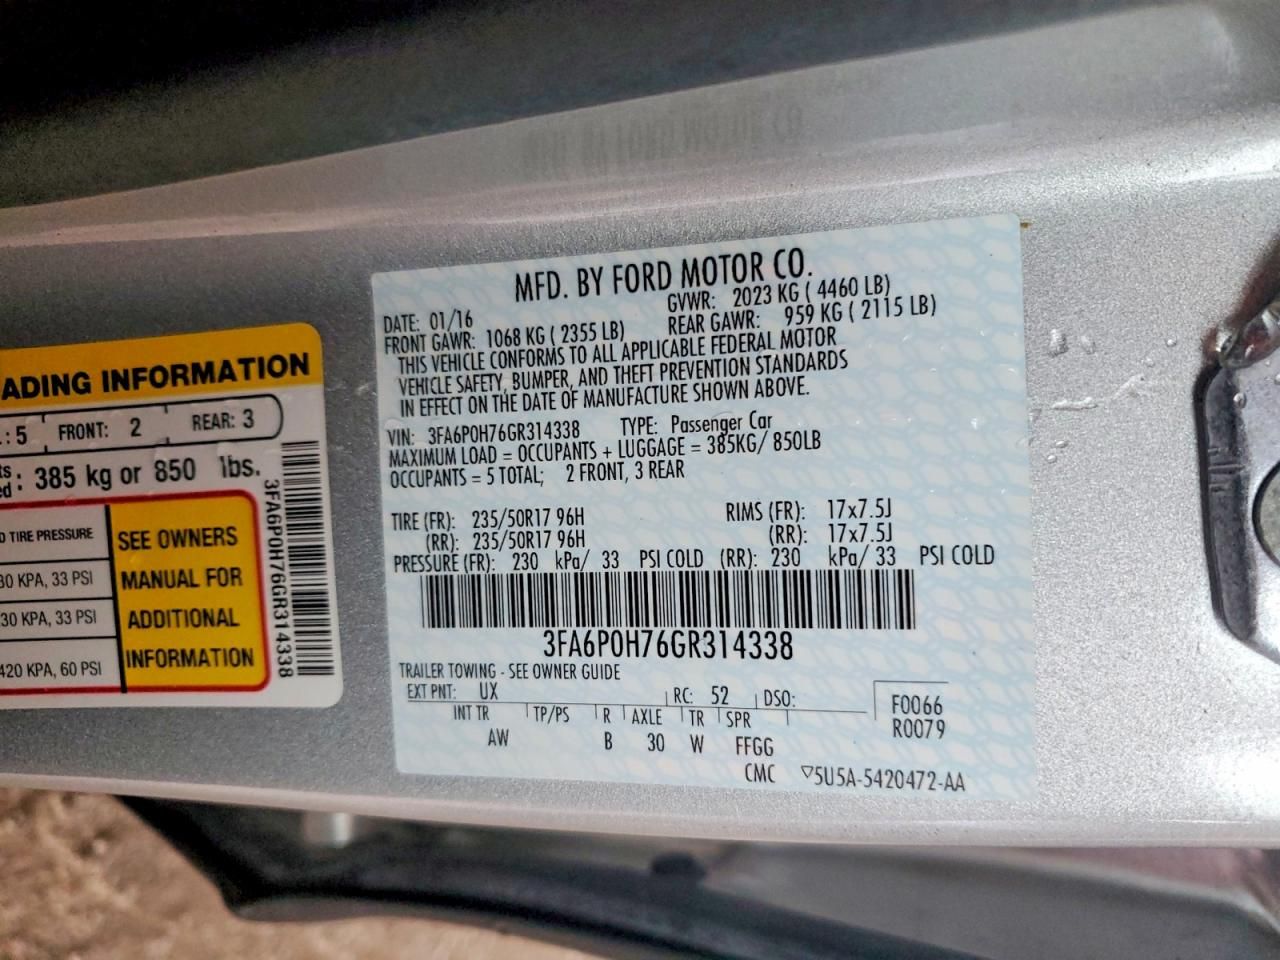 ADING INFORMATION
: 5 FRONT: 2 REAR: 3
: 385 kg or 850 lbs.
TIRE PRESSURE
30 KPA, 33 PSI
30 KPA, 33 PSI
420 KPA, 60 PSI
SEE OWNERS
MANUAL FOR
ADDITIONAL
INFORMATION
3FA6P0H76GR314338
MFD. BY FORD MOTOR CO.
DATE: 01/16 GVWR: 2023 KG ( 4460 LB)
FRONT GAWR: 1068 KG ( 2355 LB) REAR GAWR: 959 KG ( 2115 LB)
THIS VEHICLE CONFORMS TO ALL APPLICABLE FEDERAL MOTOR
VEHICLE SAFETY, BUMPER, AND THEFT PREVENTION STANDARDS
IN EFFECT ON THE DATE OF MANUFACTURE SHOWN ABOVE.
VIN: 3FA6P0H76GR314338 TYPE: Passenger Car
MAXIMUM LOAD = OCCUPANTS + LUGGAGE = 385KG/ 850LB
OCCUPANTS = 5 TOTAL; 2 FRONT, 3 REAR
TIRE (FR): 235/50R17 96H RIMS (FR): 17x7.5J
(RR): 235/50R17 96H (RR): 17x7.5J
PRESSURE (FR): 230 kPa/ 33 PSI COLD (RR): 230 kPa/ 33 PSI COLD
3FA6P0H76GR314338
TRAILER TOWING - SEE OWNER GUIDE
EXT PNT: UX RC: 52 DSO: F0066
INT TR TP/PS R AXLE TR SPR R0079
AW B 30 W FFGG
CMC ▽5U5A-5420472-AA